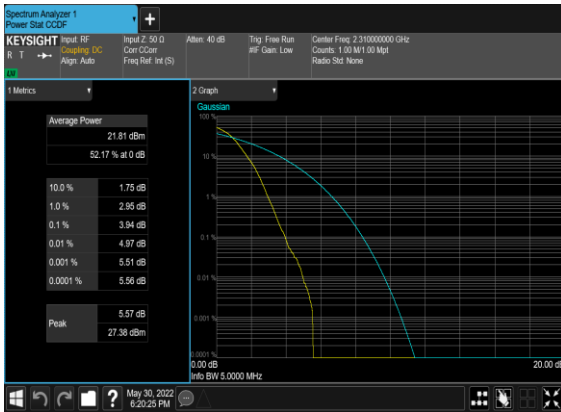 Spectrum Analyzer 1
Power Stat CCDF
KEYSIGHT
R T
LXI
Input: RF
Coupling: DC
Align: Auto
Input Z: 50 Ω
Corr CCorr
Freq Ref: Int (S)
Atten: 40 dB
Trig: Free Run
#IF Gain: Low
Center Freq: 2.310000000 GHz
Counts: 1.00 M/1.00 Mpt
Radio Std: None
1 Metrics
Average Power
21.81 dBm
52.17 % at 0 dB
10.0 % 1.75 dB
1.0 % 2.95 dB
0.1 % 3.94 dB
0.01 % 4.97 dB
0.001 % 5.51 dB
0.0001 % 5.56 dB
Peak
5.57 dB
27.38 dBm
2 Graph
Gaussian
100 %
10 %
1 %
0.1 %
0.01 %
0.001 %
0.0001 %
0.00 dB
20.00 dB
Info BW 5.0000 MHz
May 30, 2022
6:20:25 PM